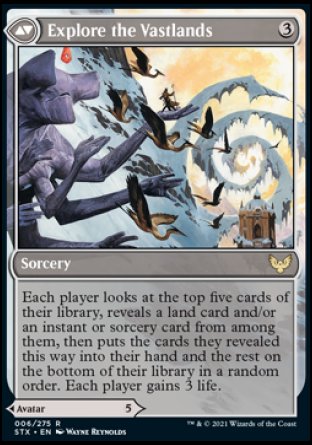 Explore the Vastlands 3
Sorcery
Each player looks at the top five cards of
their library, reveals a land card and/or
an instant or sorcery card from among
them, then puts the cards they revealed
this way into their hand and the rest on
the bottom of their library in a random
order. Each player gains 3 life.
Avatar 5
006/275 R
STX • EN WAYNE REYNOLDS ™ & © 2021 Wizards of the Coast